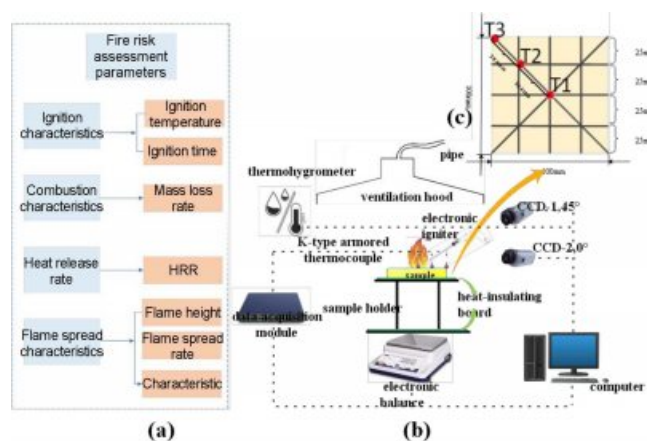 Fire risk
assessment
parameters
Ignition
characteristics
Ignition
temperature
Ignition time
Combustion
characteristics
Mass loss
rate
Heat release
rate
HRR
Flame spread
characteristics
Flame height
Flame spread
rate
Characteristic
(a)
thermohygrometer
pipe
ventilation hood
electronic
igniter
CCD-1,45°
CCD-2,0°
K-type armored
thermocouple
sample
sample holder
heat-insulating
board
data acquisition
module
electronic
balance
computer
(b)
(c)
T3
T2
T1
100mm